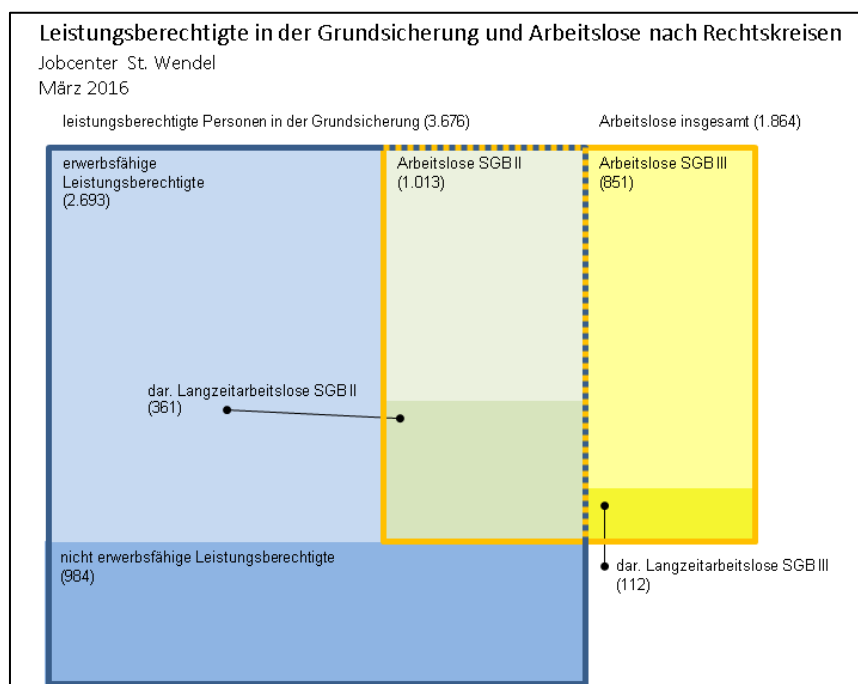 Leistungsberechtigte in der Grundsicherung und Arbeitslose nach Rechtskreisen
Jobcenter St. Wendel
März 2016
leistungsberechtigte Personen in der Grundsicherung (3.676)
Arbeitslose insgesamt (1.864)
erwerbsfähige
Leistungsberechtigte
(2.693)
Arbeitslose SGB II
(1.013)
Arbeitslose SGB III
(851)
dar. Langzeitarbeitslose SGB II
(361)
nicht erwerbsfähige Leistungsberechtigte
(984)
dar. Langzeitarbeitslose SGB III
(112)